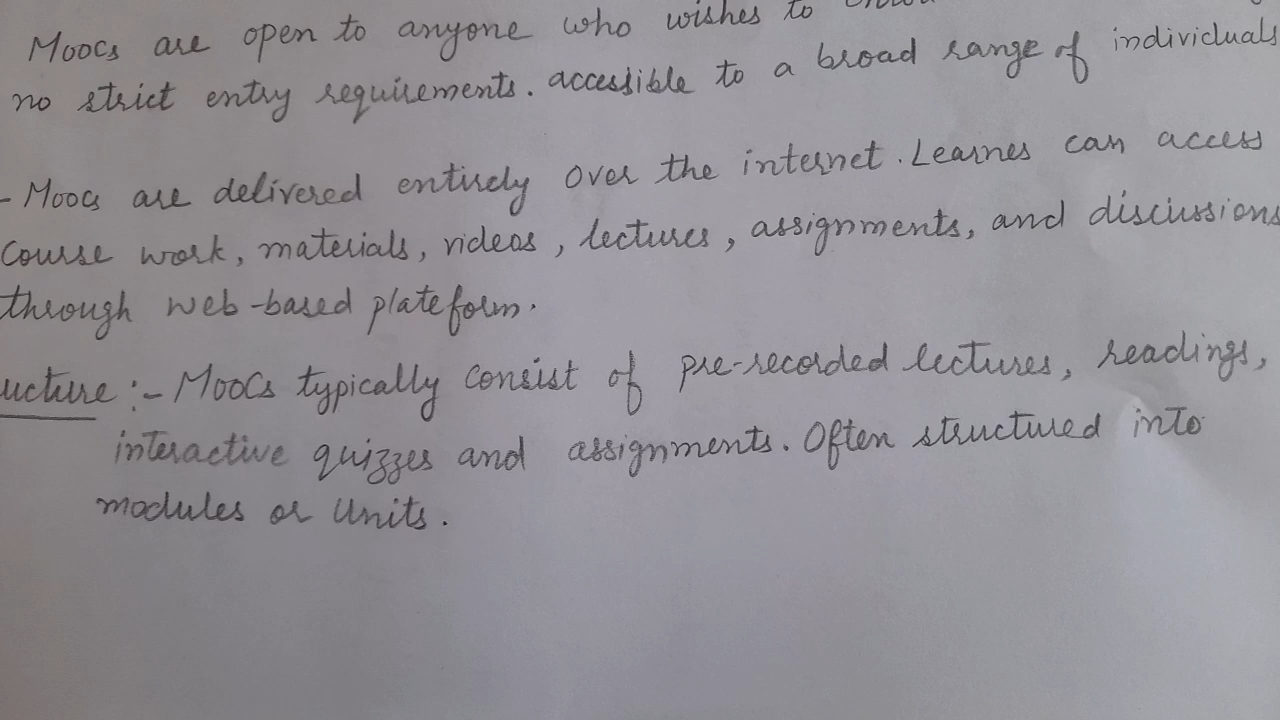 Moocs are open to anyone who wishes to
no strict entry requirements. accessible to a broad range of individuals
- Moocs are delivered entirely over the internet. Learnes can access
course work, materials, videos, lectures, assignments, and discussions
through web-based plateform.
ucture :- MOOCs typically consist of pre-recorded lectures, readings,
interactive quizzes and assignments. Often structured into
modules or Units.